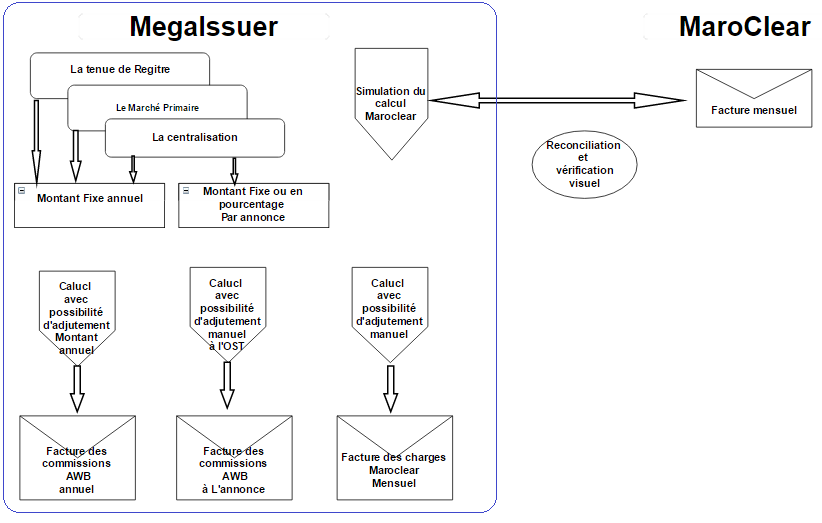 MegaIssuer
MaroClear
La tenue de Regitre
Le Marché Primaire
La centralisation
Montant Fixe annuel
Montant Fixe ou en
pourcentage
Par annonce
Simulation du
calcul
Maroclear
Facture mensuel
Reconciliation
et
vérification
visuel
Calucl
avec
possibilité
d'adjutement
Montant
annuel
Calucl
avec
possibilité
d'adjutement
manuel
à l'OST
Calucl
avec
possibilité
d'adjutement
manuel
Facture des
commissions
AWB
annuel
Facture des
commissions
AWB
à L'annonce
Facture des charges
Maroclear
Mensuel